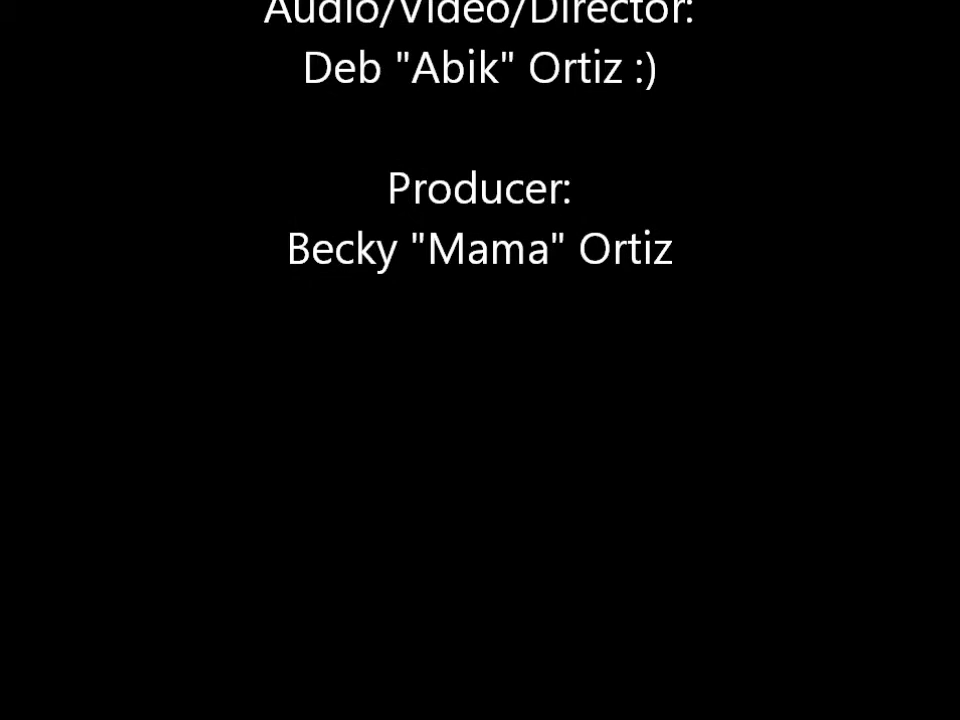 Audio/Video/Director:
Deb "Abik" Ortiz :)
Producer:
Becky "Mama" Ortiz